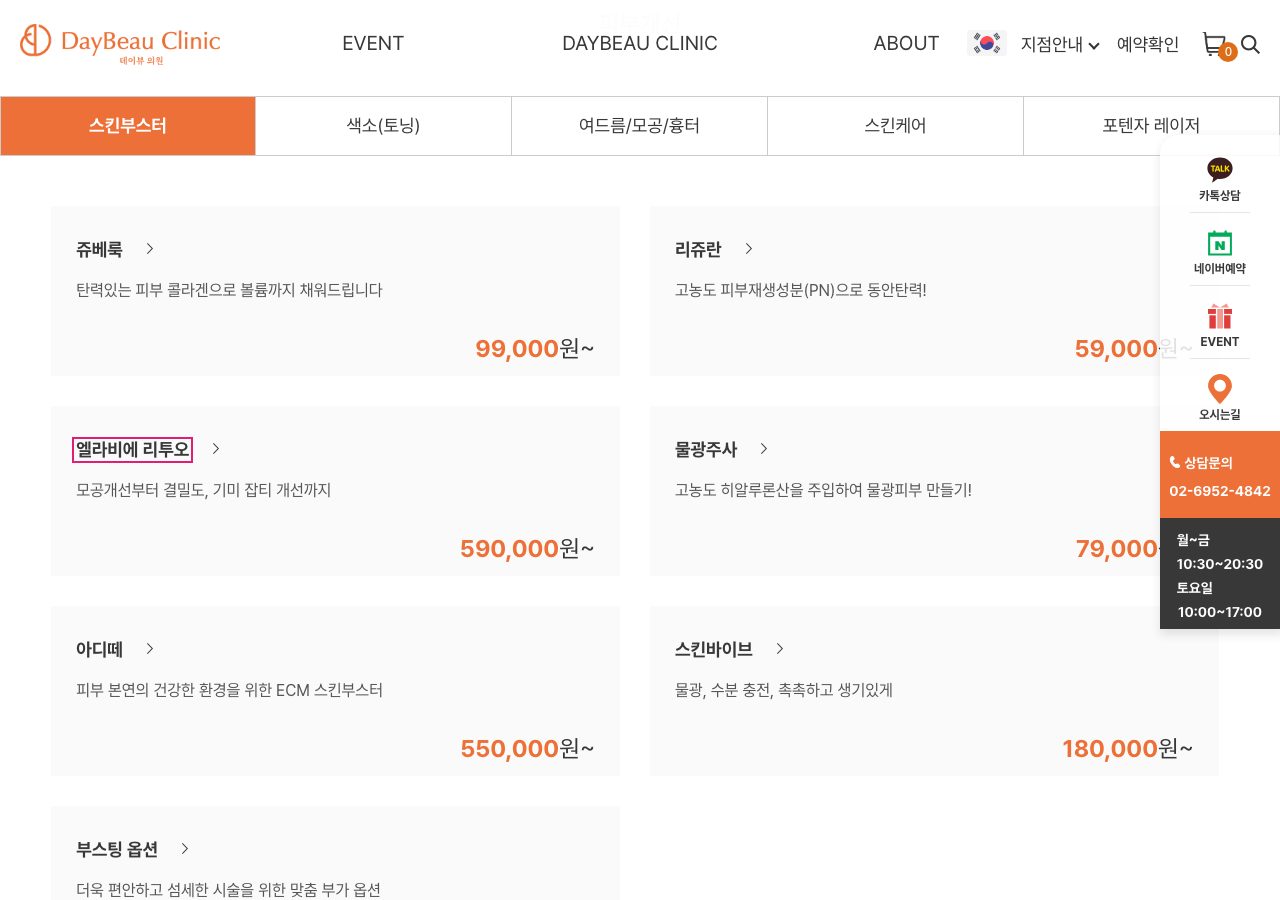 피부개선
DayBeau Clinic
데이뷰 의원
EVENT
DAYBEAU CLINIC
ABOUT
지점안내
예약확인
0
스킨부스터
색소(토닝)
여드름/모공/흉터
스킨케어
포텐자 레이저
쥬베룩
탄력있는 피부 콜라겐으로 볼륨까지 채워드립니다
99,000원~
리쥬란
고농도 피부재생성분(PN)으로 동안탄력!
59,000원~
엘라비에 리투오
모공개선부터 결밀도, 기미 잡티 개선까지
590,000원~
물광주사
고농도 히알루론산을 주입하여 물광피부 만들기!
79,000
아디떼
피부 본연의 건강한 환경을 위한 ECM 스킨부스터
550,000원~
스킨바이브
물광, 수분 충전, 촉촉하고 생기있게
180,000원~
부스팅 옵션
더욱 편안하고 섬세한 시술을 위한 맞춤 부가 옵션
TALK
카톡상담
N
네이버예약
EVENT
오시는길
상담문의
02-6952-4842
월~금
10:30~20:30
토요일
10:00~17:00